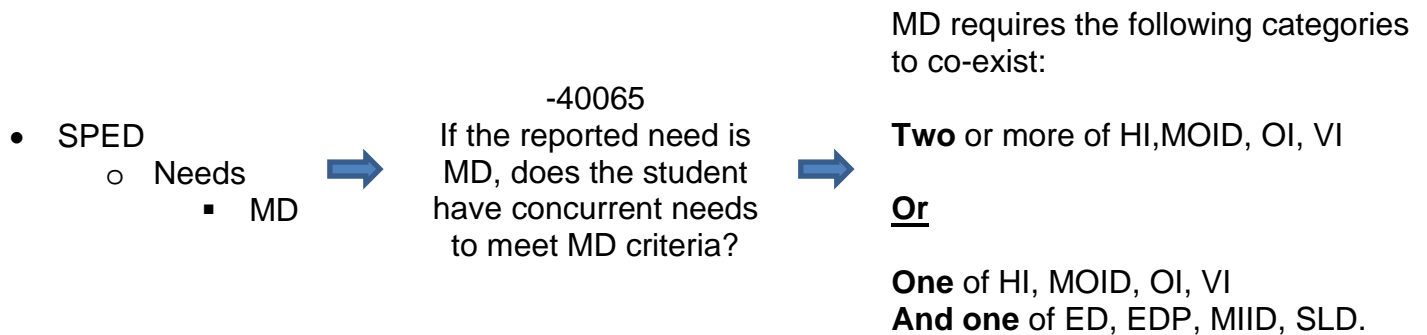 • SPED
o Needs
▪ MD
-40065
If the reported need is
MD, does the student
have concurrent needs
to meet MD criteria?
MD requires the following categories
to co-exist:
Two or more of HI,MOID, OI, VI
Or
One of HI, MOID, OI, VI
And one of ED, EDP, MIID, SLD.